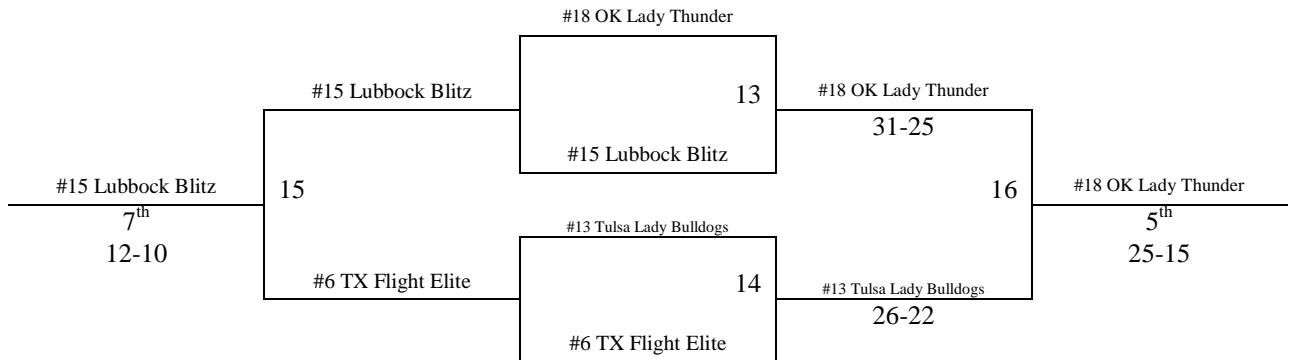 #18 OK Lady Thunder
#15 Lubbock Blitz
13
#18 OK Lady Thunder
31-25
#15 Lubbock Blitz
#15 Lubbock Blitz
15
16
#18 OK Lady Thunder
7th
5th
12-10
25-15
#13 Tulsa Lady Bulldogs
#6 TX Flight Elite
14
#13 Tulsa Lady Bulldogs
26-22
#6 TX Flight Elite